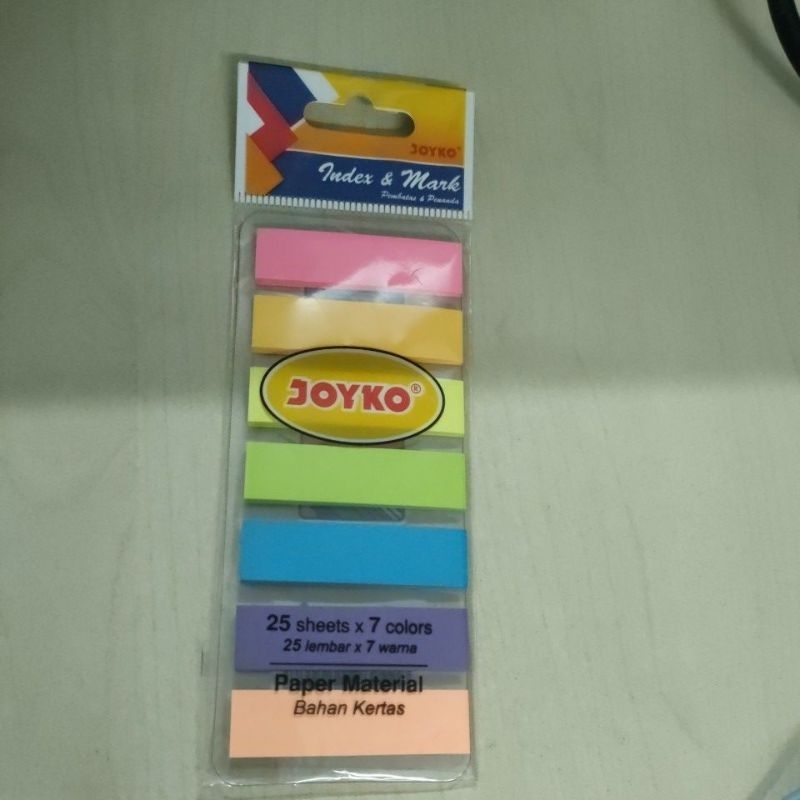 JOYKO
Index & Mark
Pembatas & Penanda
JOYKO®
25 sheets x 7 colors
25 lembar x 7 warna
Paper Material
Bahan Kertas